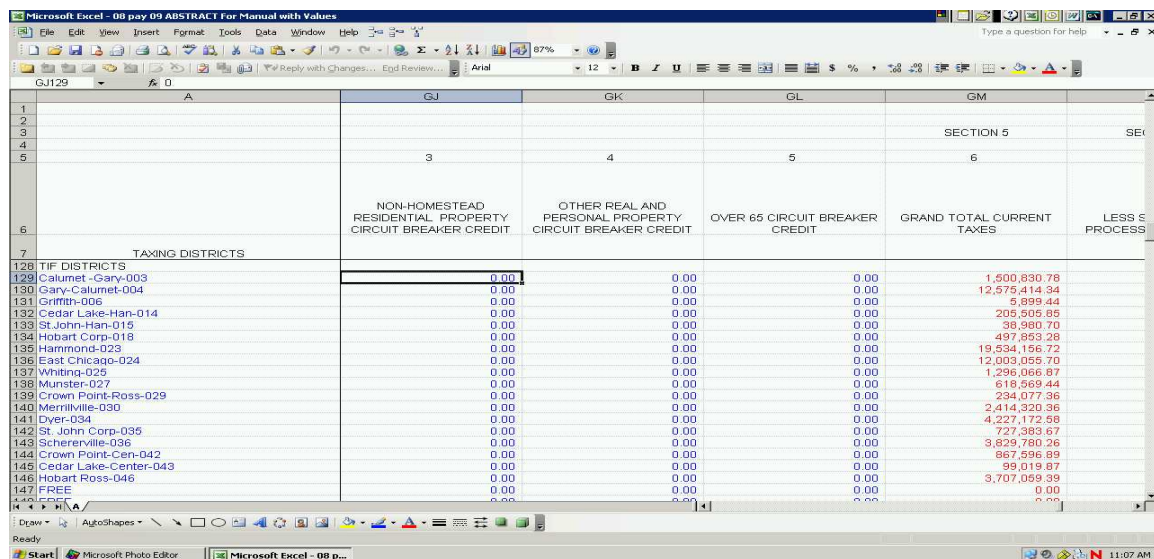 Microsoft Excel - 08 pay 09 ABSTRACT For Manual with Values
File Edit View Insert Format Tools Data Window Help Type a question for help
87%
Reply with Changes... End Review... Arial 12 B I U $ % ,
GJ129 fx 0
A GJ GK GL GM
1
2
3 SECTION 5 SE
4
5 3 4 5 6
NON-HOMESTEAD OTHER REAL AND
RESIDENTIAL PROPERTY PERSONAL PROPERTY OVER 65 CIRCUIT BREAKER GRAND TOTAL CURRENT LESS S
6 CIRCUIT BREAKER CREDIT CIRCUIT BREAKER CREDIT CREDIT TAXES PROCESS
7 TAXING DISTRICTS
128 TIF DISTRICTS
129 Calumet -Gary-003 0.00 0.00 0.00 1,500,830.78
130 Gary-Calumet-004 0.00 0.00 0.00 12,575,414.34
131 Griffith-006 0.00 0.00 0.00 5,899.44
132 Cedar Lake-Han-014 0.00 0.00 0.00 205,505.85
133 St.John-Han-015 0.00 0.00 0.00 38,980.70
134 Hobart Corp-018 0.00 0.00 0.00 497,853.28
135 Hammond-023 0.00 0.00 0.00 19,534,156.72
136 East Chicago-024 0.00 0.00 0.00 12,003,055.70
137 Whiting-025 0.00 0.00 0.00 1,296,066.87
138 Munster-027 0.00 0.00 0.00 618,569.44
139 Crown Point-Ross-029 0.00 0.00 0.00 234,077.36
140 Merrillville-030 0.00 0.00 0.00 2,414,320.36
141 Dyer-034 0.00 0.00 0.00 4,227,172.58
142 St. John Corp-035 0.00 0.00 0.00 727,383.67
143 Schererville-036 0.00 0.00 0.00 3,829,780.26
144 Crown Point-Cen-042 0.00 0.00 0.00 867,596.89
145 Cedar Lake-Center-043 0.00 0.00 0.00 99,019.87
146 Hobart Ross-046 0.00 0.00 0.00 3,707,059.39
147 FREE 0.00 0.00 0.00 0.00
A
Draw AutoShapes
Ready
Start Microsoft Photo Editor Microsoft Excel - 08 p... 11:07 AM